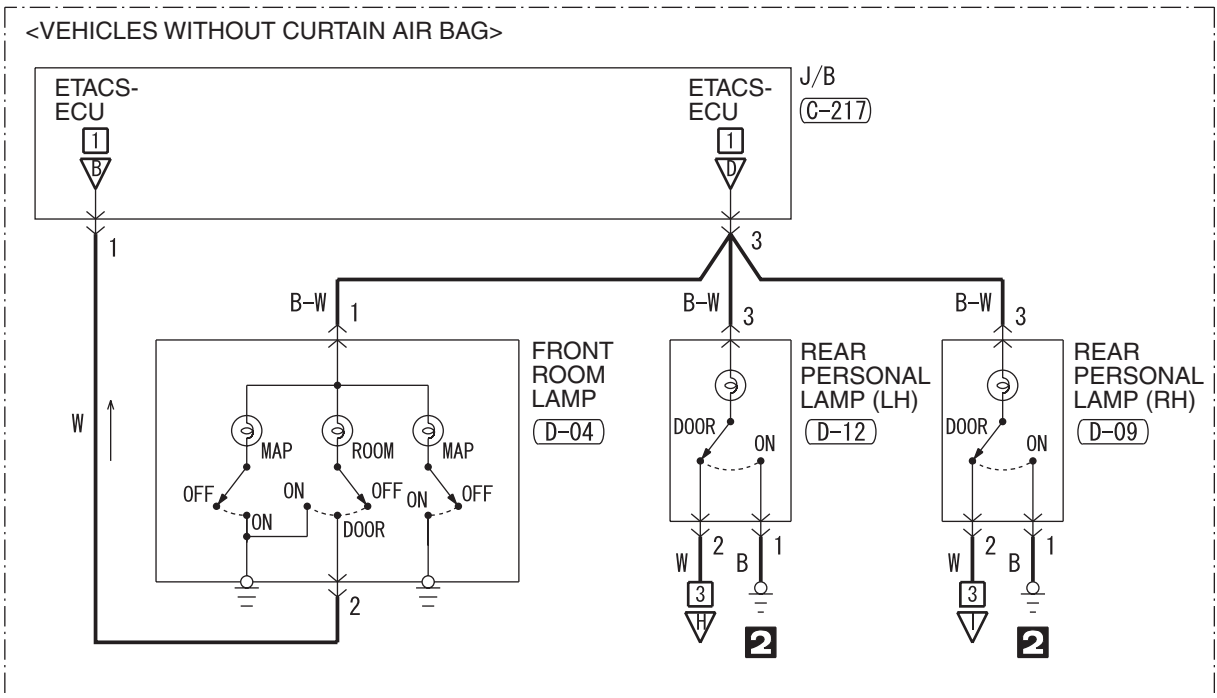 <VEHICLES WITHOUT CURTAIN AIR BAG>
ETACS-
ECU
1
B
ETACS-
ECU
1
D
J/B
C-217
1
3
B-W
1
B-W
3
B-W
3
FRONT
ROOM
LAMP
D-04
REAR
PERSONAL
LAMP (LH)
D-12
REAR
PERSONAL
LAMP (RH)
D-09
W
MAP
ROOM
MAP
OFF
ON
ON
OFF
DOOR
ON
OFF
DOOR
ON
DOOR
ON
2
W
2
B
1
W
2
B
1
3
H
2
3
I
2